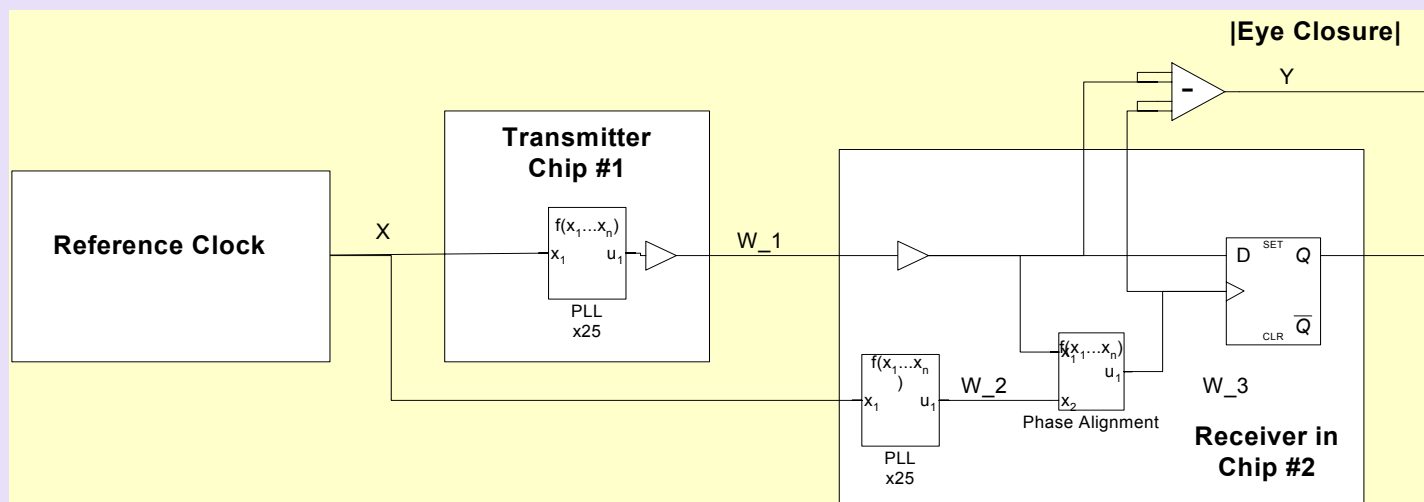 |Eye Closure|
Y
-
Transmitter
Chip #1
Reference Clock
X
f(x₁...xₙ)
x₁
u₁
PLL
x25
W_1
D
SET
Q
CLR
Q̅
f(x₁...xₙ
)
x₁
u₁
PLL
x25
W_2
f(x₁...xₙ)
x₁
u₁
x₂
Phase Alignment
W_3
Receiver in
Chip #2